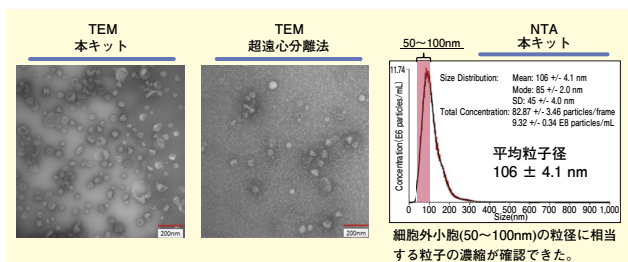 TEM
本キット
200nm
TEM
超遠心分離法
200nm
50～100nm
NTA
本キット
11.74
Concentration(E6 particles/mL)
Size Distribution: Mean: 106 +/- 4.1 nm
Mode: 85 +/- 2.0 nm
SD: 45 +/- 4.0 nm
Total Concentration: 82.87 +/- 3.46 particles/frame
9.32 +/- 0.34 E8 particles/mL
平均粒子径
106 ± 4.1 nm
0 100 200 300 400 500 600 700 800 900 1,000
Size(nm)
細胞外小胞(50～100nm)の粒径に相当
する粒子の濃縮が確認できた。